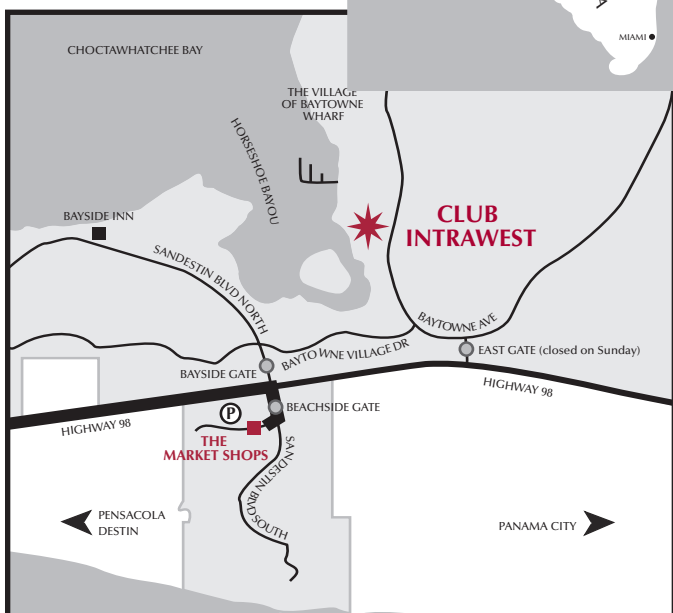 A
MIAMI
CHOCTAWHATCHEE BAY
THE VILLAGE
OF BAYTOWNE
WHARF
HORSESHOE BAYOU
BAYSIDE INN
CLUB
INTRAWEST
SANDESTIN BLVD NORTH
BAYTOWNE AVE
BAYTOWNE VILLAGE DR
EAST GATE (closed on Sunday)
BAYSIDE GATE
HIGHWAY 98
P
BEACHSIDE GATE
HIGHWAY 98
THE
MARKET SHOPS
SANDESTIN BLVD SOUTH
PENSACOLA
DESTIN
PANAMA CITY